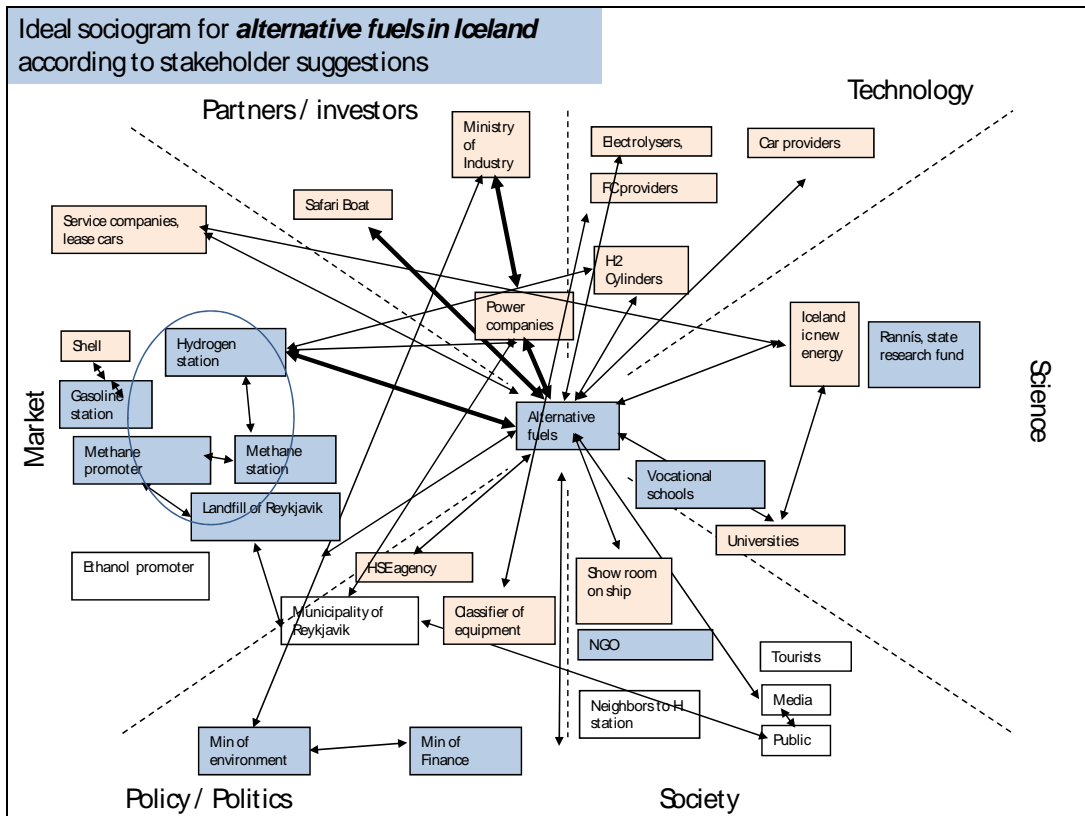 Ideal sociogram for alternative fuels in Iceland
according to stakeholder suggestions
Technology
Partners / investors
Ministry
of
Industry
Electrolysers,
Car providers
FC providers
Safari Boat
Service companies,
lease cars
H2
Cylinders
Power
companies
Iceland
ic new
energy
Rannís, state
research fund
Shell
Hydrogen
station
Gasoline
station
Market
Science
Alternative
fuels
Methane
promoter
Methane
station
Vocational
schools
Landfill of Reykjavik
Universities
Ethanol promoter
HSE agency
Show room
on ship
Municipality of
Reykjavik
Classifier of
equipment
NGO
Tourists
Neighbors to H
station
Media
Public
Min of
environment
Min of
Finance
Policy / Politics
Society